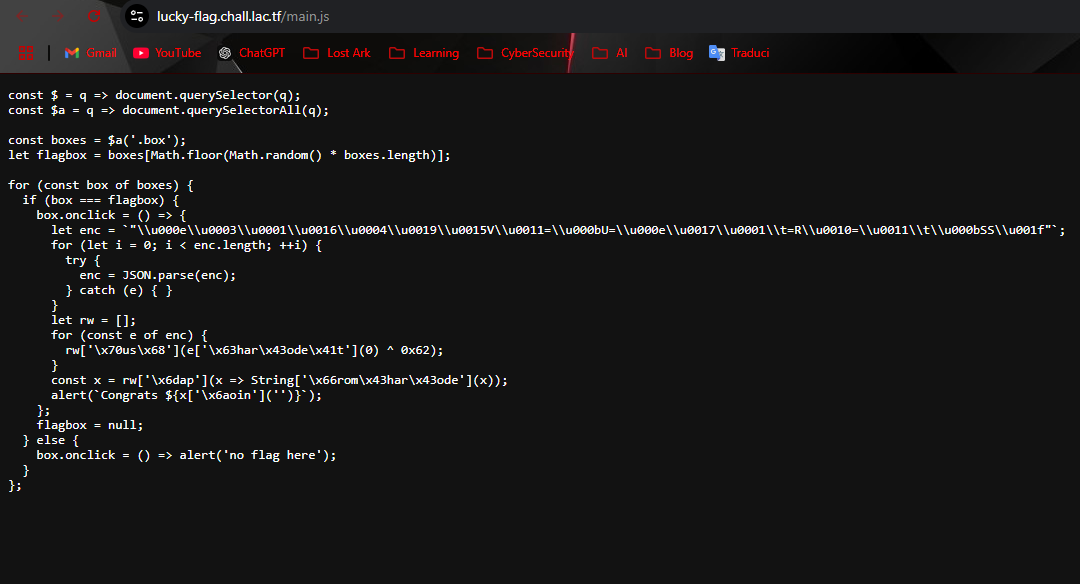 lucky-flag.chall.lac.tf/main.js
Gmail YouTube ChatGPT Lost Ark Learning CyberSecurity AI Blog Traduci
const $ = q => document.querySelector(q);
const $a = q => document.querySelectorAll(q);

const boxes = $a('.box');
let flagbox = boxes[Math.floor(Math.random() * boxes.length)];

for (const box of boxes) {
  if (box === flagbox) {
    box.onclick = () => {
      let enc = `"\\u000e\\u0003\\u0001\\u0016\\u0004\\u0019\\u0015V\\u0011=\\u000bU=\\u000e\\u0017\\u0001\\t=R\\u0010=\\u0011\\t\\u000bSS\\u001f"`;
      for (let i = 0; i < enc.length; ++i) {
        try {
          enc = JSON.parse(enc);
        } catch (e) { }
      }
      let rw = [];
      for (const e of enc) {
        rw['\x70us\x68'](e['\x63har\x43ode\x41t'](0) ^ 0x62);
      }
      const x = rw['\x6dap'](x => String['\x66rom\x43har\x43ode'](x));
      alert(`Congrats ${x['\x6aoin']('')}`);
    };
    flagbox = null;
  } else {
    box.onclick = () => alert('no flag here');
  }
};